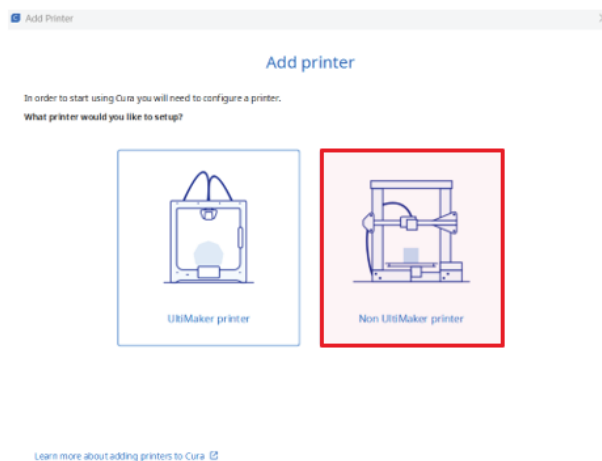 Add Printer
Add printer
In order to start using Cura you will need to configure a printer.
What printer would you like to setup?
UltiMaker printer
Non UltiMaker printer
Learn more about adding printers to Cura